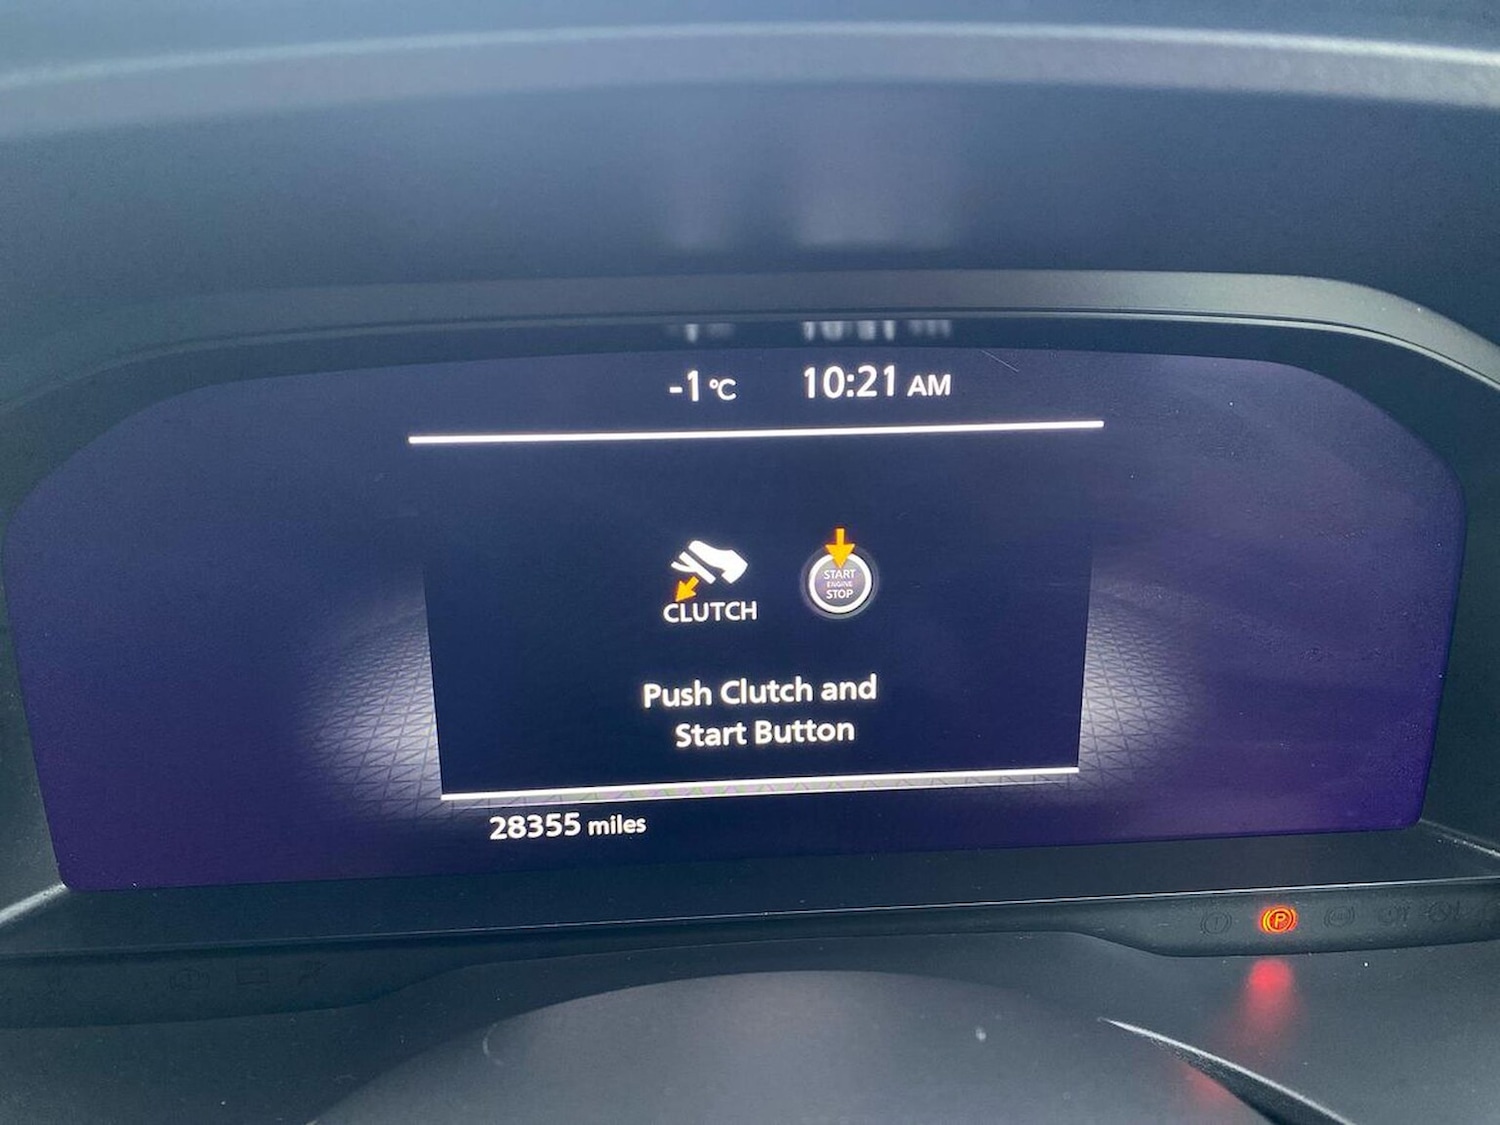 -1°C 10:21 AM
START
ENGINE
STOP
CLUTCH
Push Clutch and
Start Button
28355 miles
P